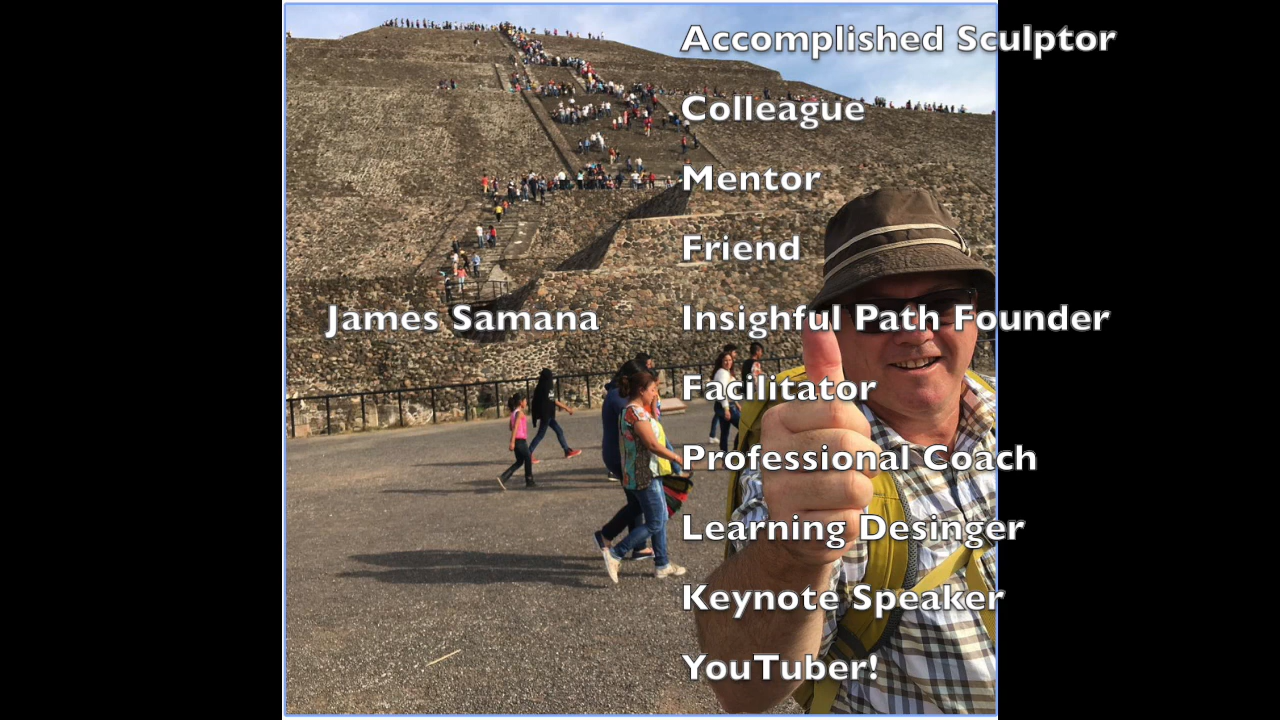 Accomplished Sculptor
Colleague
Mentor
Friend
James Samana
Insighful Path Founder
Facilitator
Professional Coach
Learning Desinger
Keynote Speaker
YouTuber!